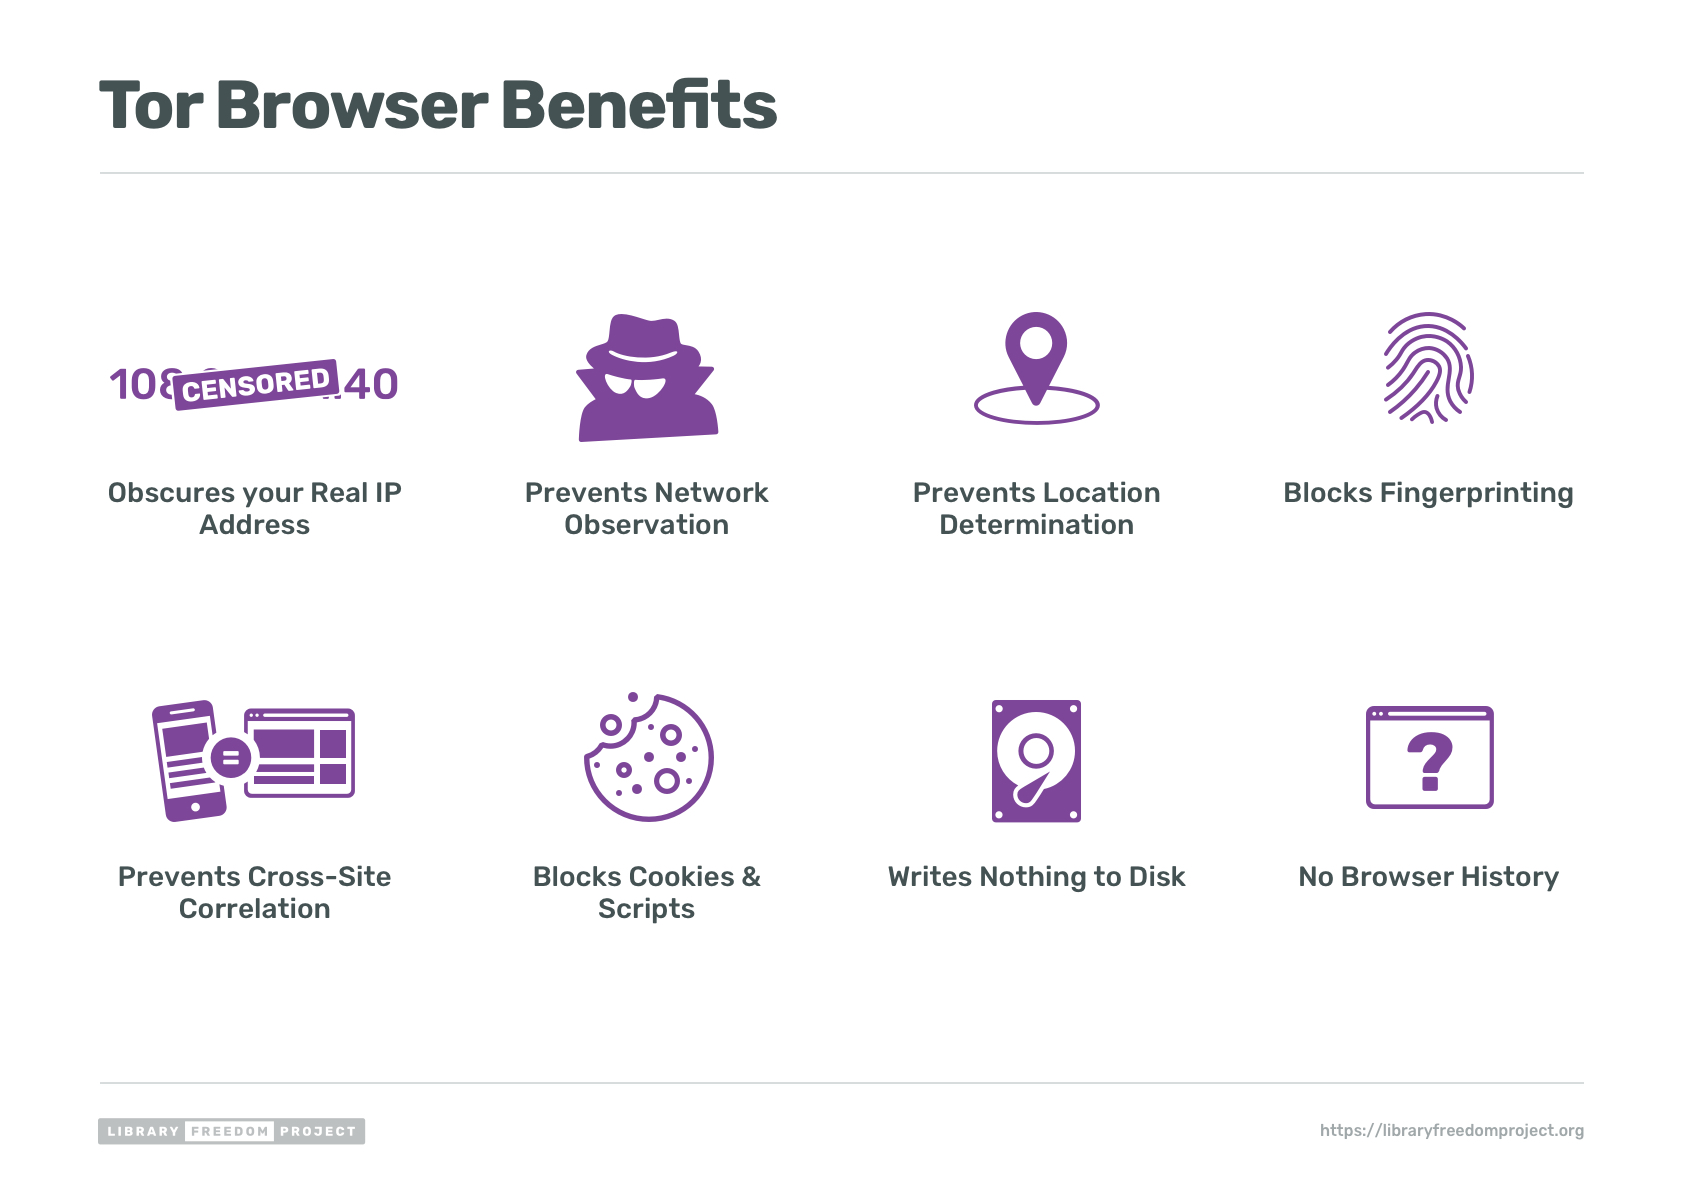 Tor Browser Benefits
108
CENSORED
.40
Obscures your Real IP
Address
Prevents Network
Observation
Prevents Location
Determination
Blocks Fingerprinting
=
Prevents Cross-Site
Correlation
Blocks Cookies &
Scripts
Writes Nothing to Disk
?
No Browser History
LIBRARY FREEDOM PROJECT
https://libraryfreedomproject.org